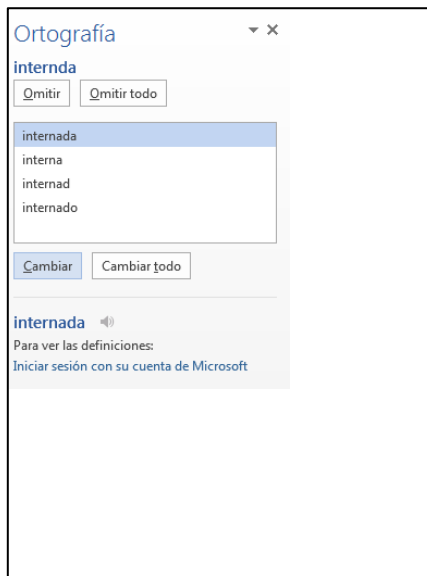 Ortografía
internda
Omitir Omitir todo
internada
interna
internad
internado
Cambiar Cambiar todo
internada
Para ver las definiciones:
Iniciar sesión con su cuenta de Microsoft